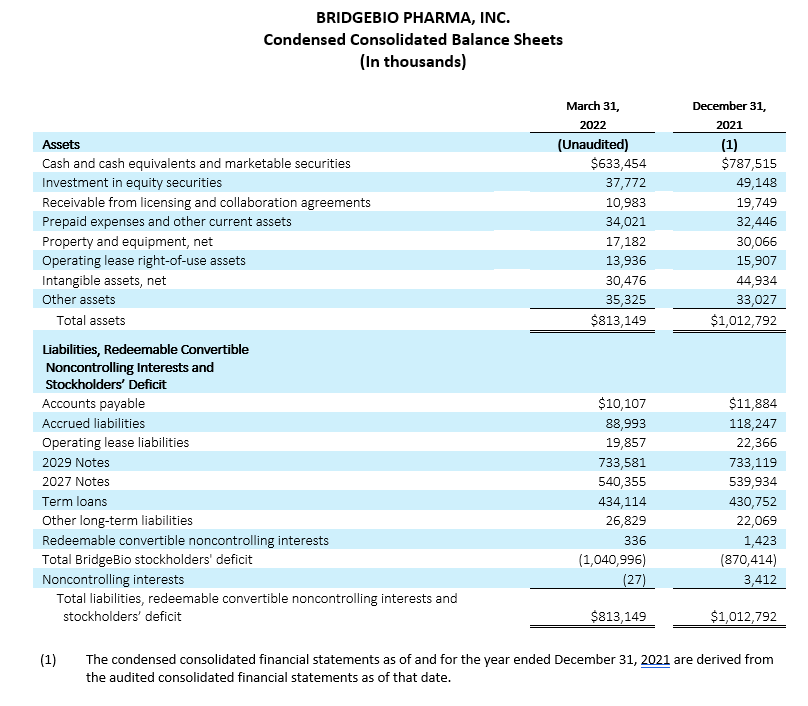 BRIDGEBIO PHARMA, INC.
Condensed Consolidated Balance Sheets
(In thousands)
March 31, December 31,
2022 2021
Assets (Unaudited) (1)
Cash and cash equivalents and marketable securities $633,454 $787,515
Investment in equity securities 37,772 49,148
Receivable from licensing and collaboration agreements 10,983 19,749
Prepaid expenses and other current assets 34,021 32,446
Property and equipment, net 17,182 30,066
Operating lease right-of-use assets 13,936 15,907
Intangible assets, net 30,476 44,934
Other assets 35,325 33,027
Total assets $813,149 $1,012,792
Liabilities, Redeemable Convertible
Noncontrolling Interests and
Stockholders' Deficit
Accounts payable $10,107 $11,884
Accrued liabilities 88,993 118,247
Operating lease liabilities 19,857 22,366
2029 Notes 733,581 733,119
2027 Notes 540,355 539,934
Term loans 434,114 430,752
Other long-term liabilities 26,829 22,069
Redeemable convertible noncontrolling interests 336 1,423
Total BridgeBio stockholders' deficit (1,040,996) (870,414)
Noncontrolling interests (27) 3,412
Total liabilities, redeemable convertible noncontrolling interests and
stockholders' deficit $813,149 $1,012,792
(1) The condensed consolidated financial statements as of and for the year ended December 31, 2021 are derived from
the audited consolidated financial statements as of that date.